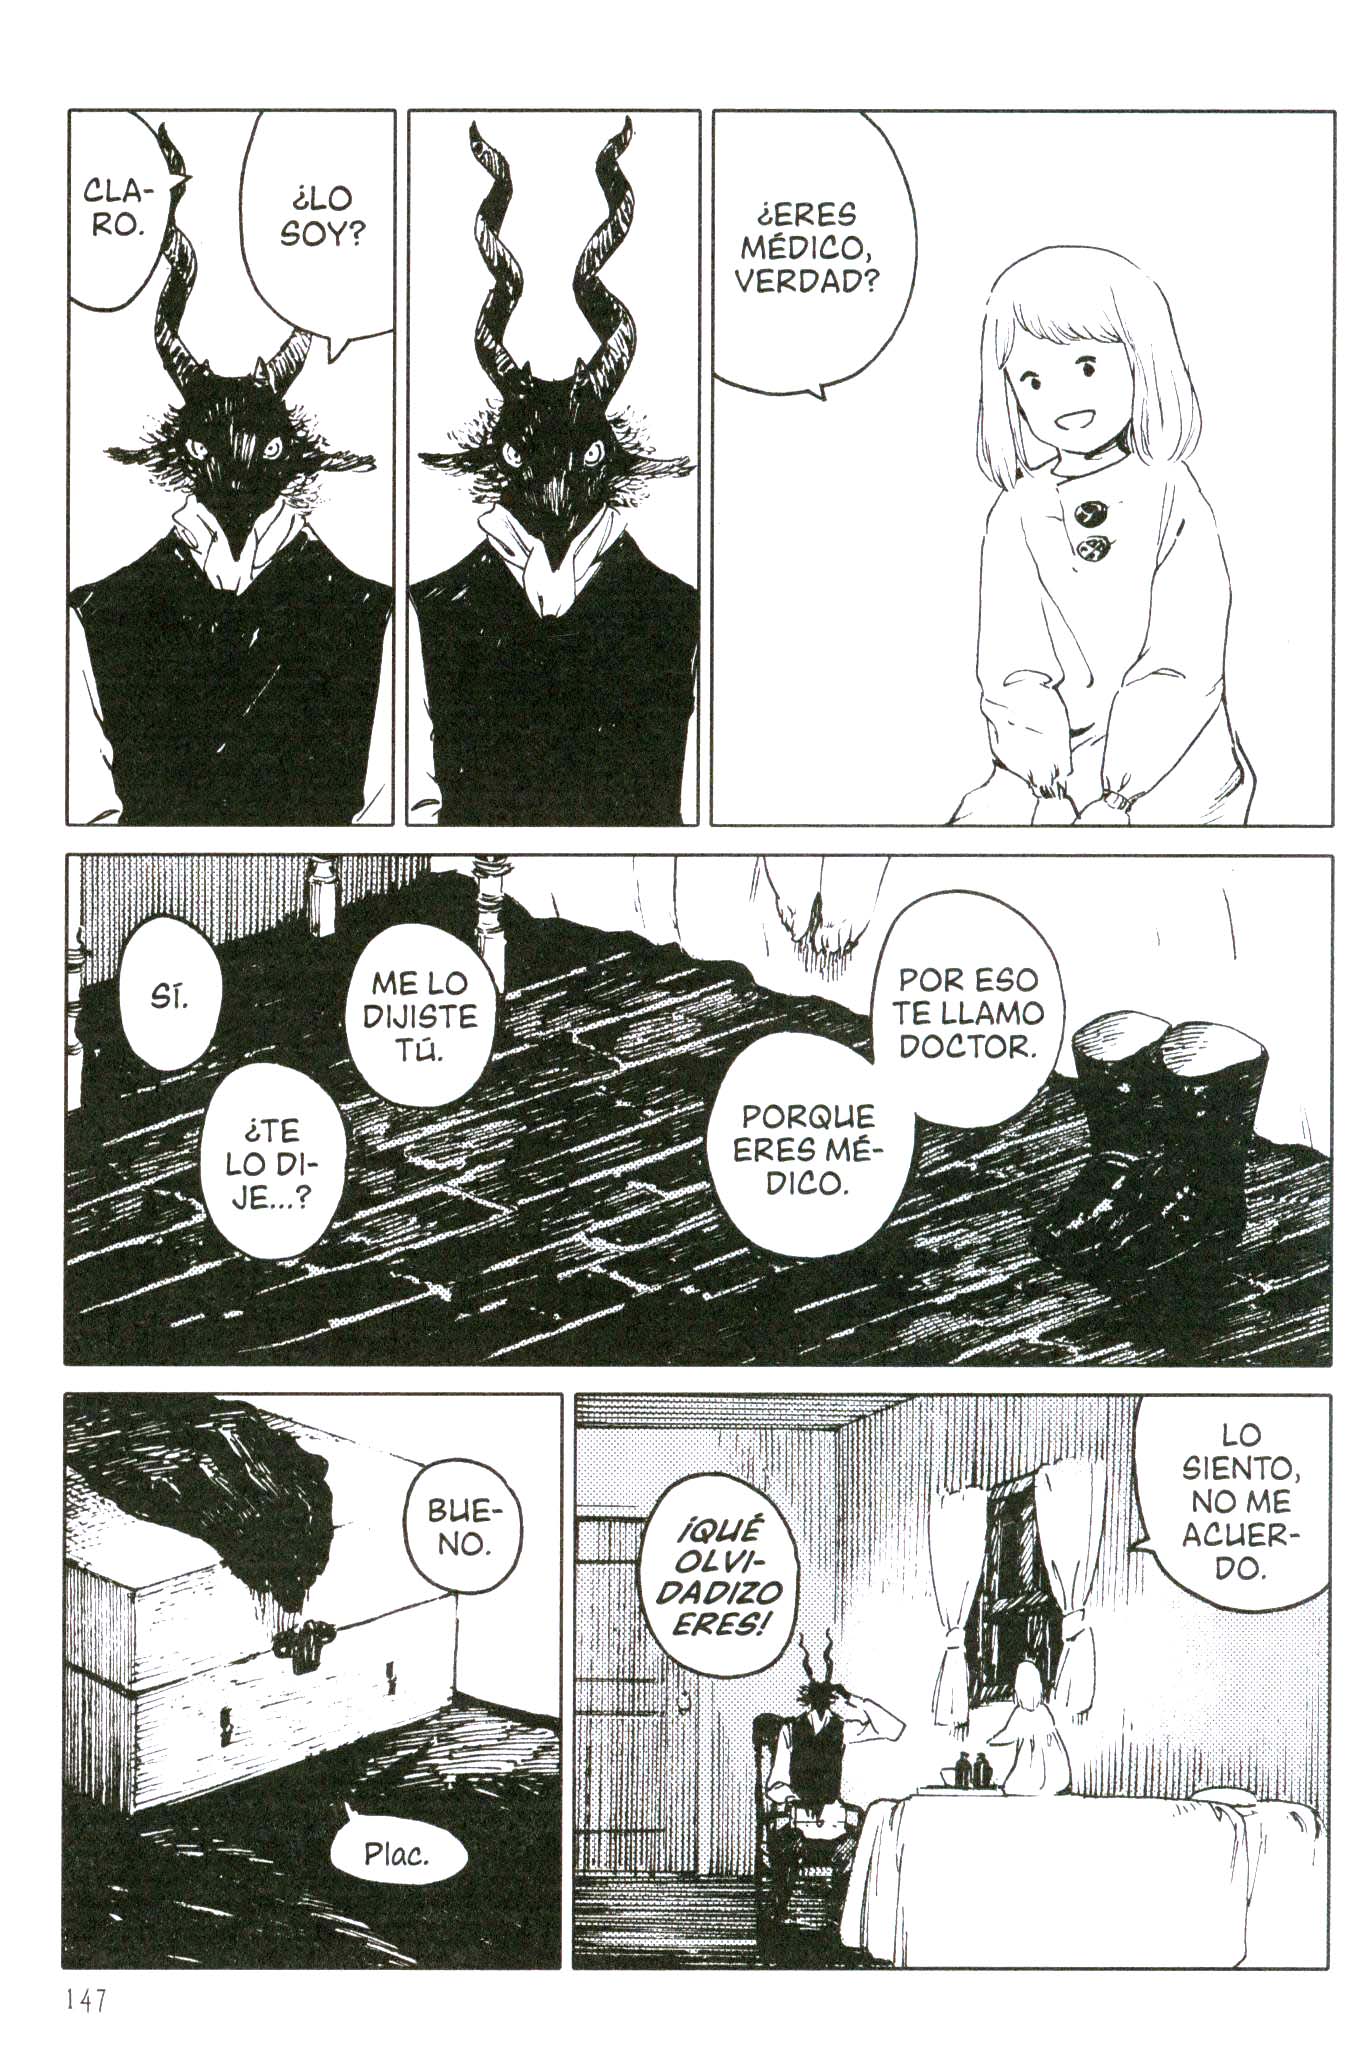 ¿ERES
MÉDICO,
VERDAD?
¿LO
SOY?
CLA-
RO.
POR ESO
TE LLAMO
DOCTOR.
PORQUE
ERES MÉ-
DICO.
ME LO
DIJISTE
TÚ.
¿TE
LO DI-
JE...?
SÍ.
LO
SIENTO,
NO ME
ACUER-
DO.
¡QUÉ
OLVI-
DADIZO
ERES!
BUE-
NO.
Plac.
147